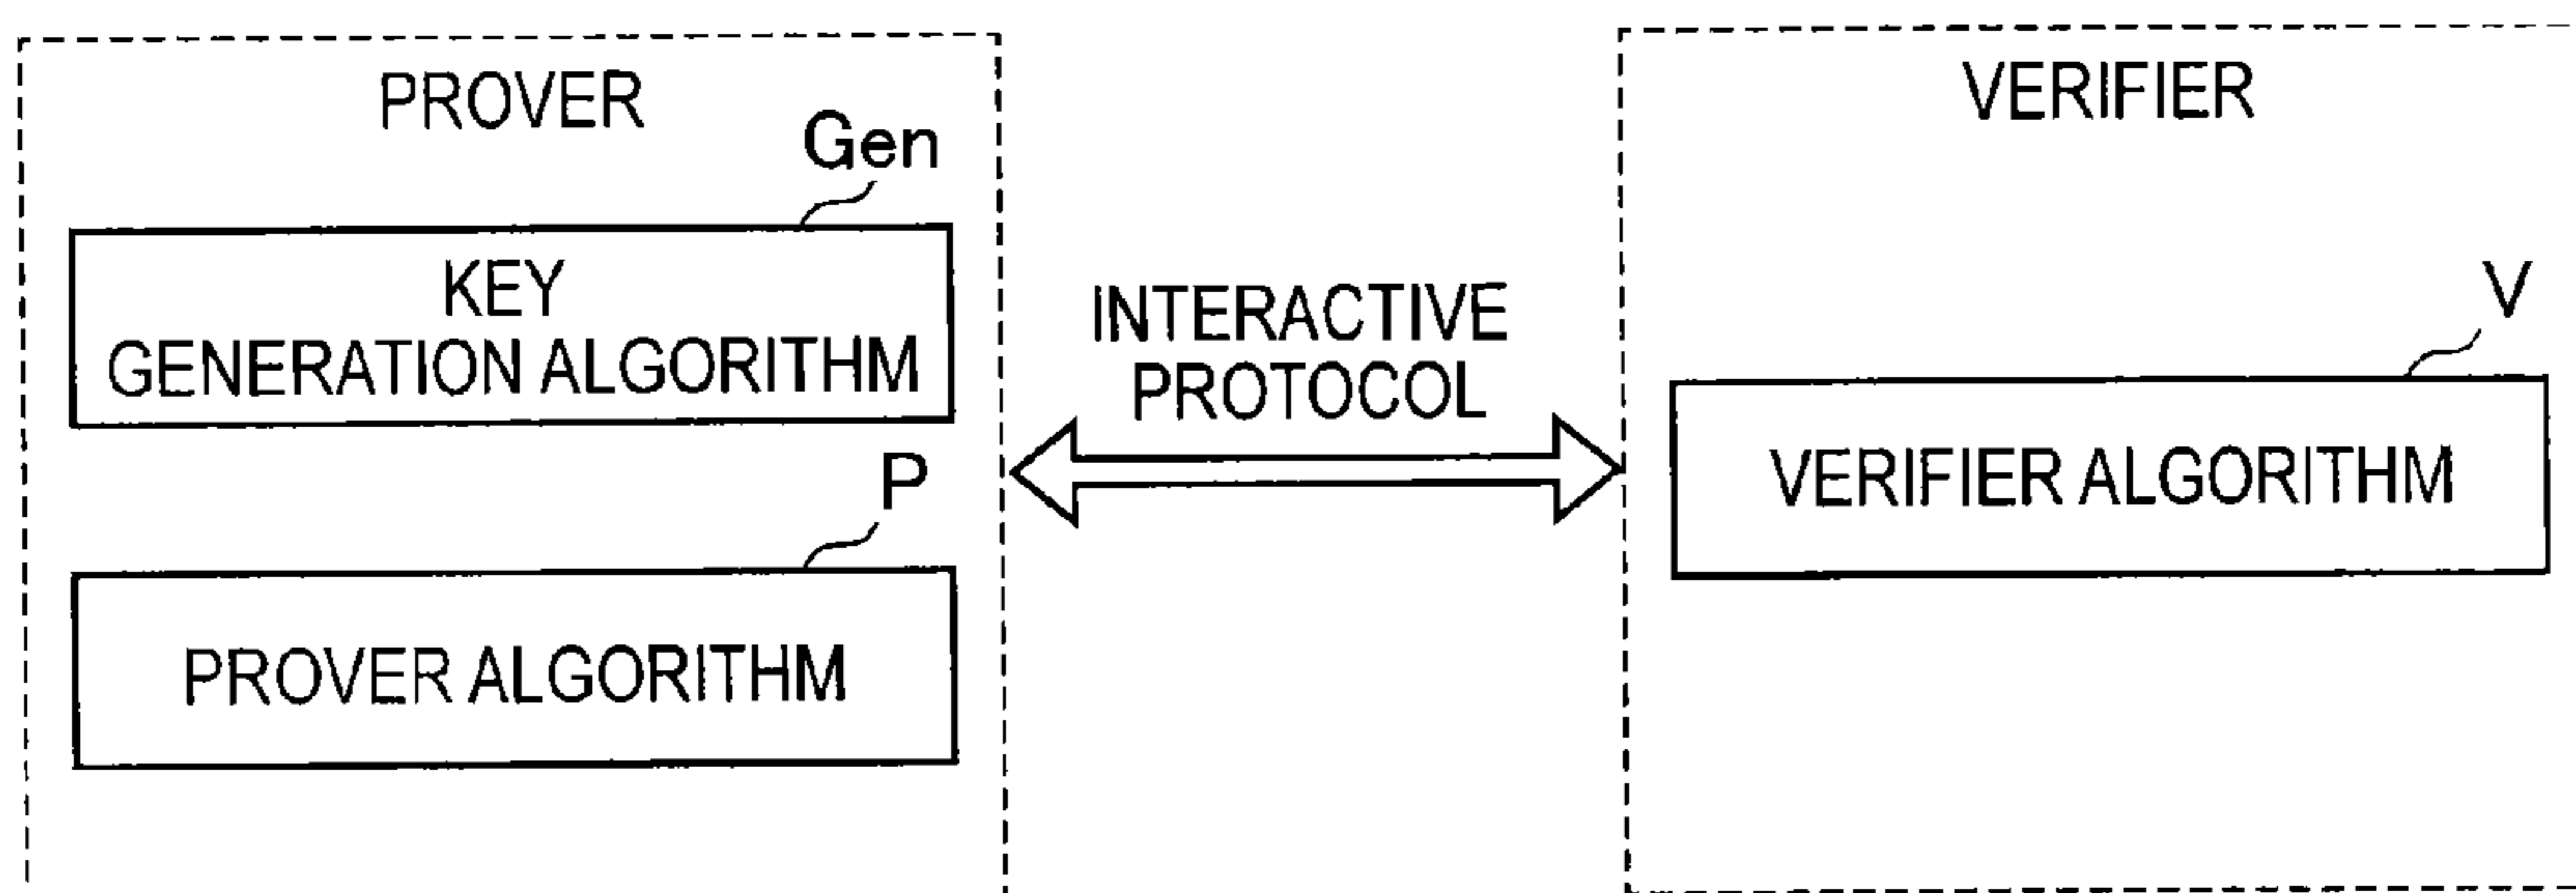 PROVER
Gen
KEY
GENERATION ALGORITHM
P
PROVER ALGORITHM
INTERACTIVE
PROTOCOL
VERIFIER
V
VERIFIER ALGORITHM